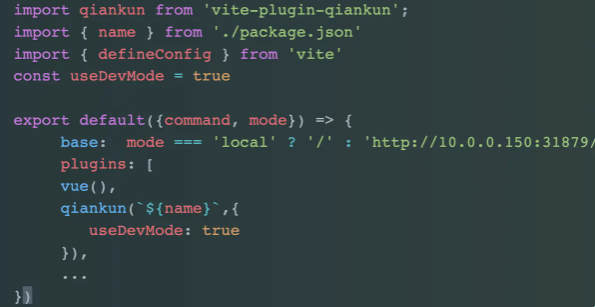 import qiankun from 'vite-plugin-qiankun';
import { name } from './package.json'
import { defineConfig } from 'vite'
const useDevMode = true
export default({command, mode}) => {
base: mode === 'local' ? '/' : 'http://10.0.0.150:31879/
plugins: [
vue(),
qiankun(`${name}`,{
useDevMode: true
}),
...
})